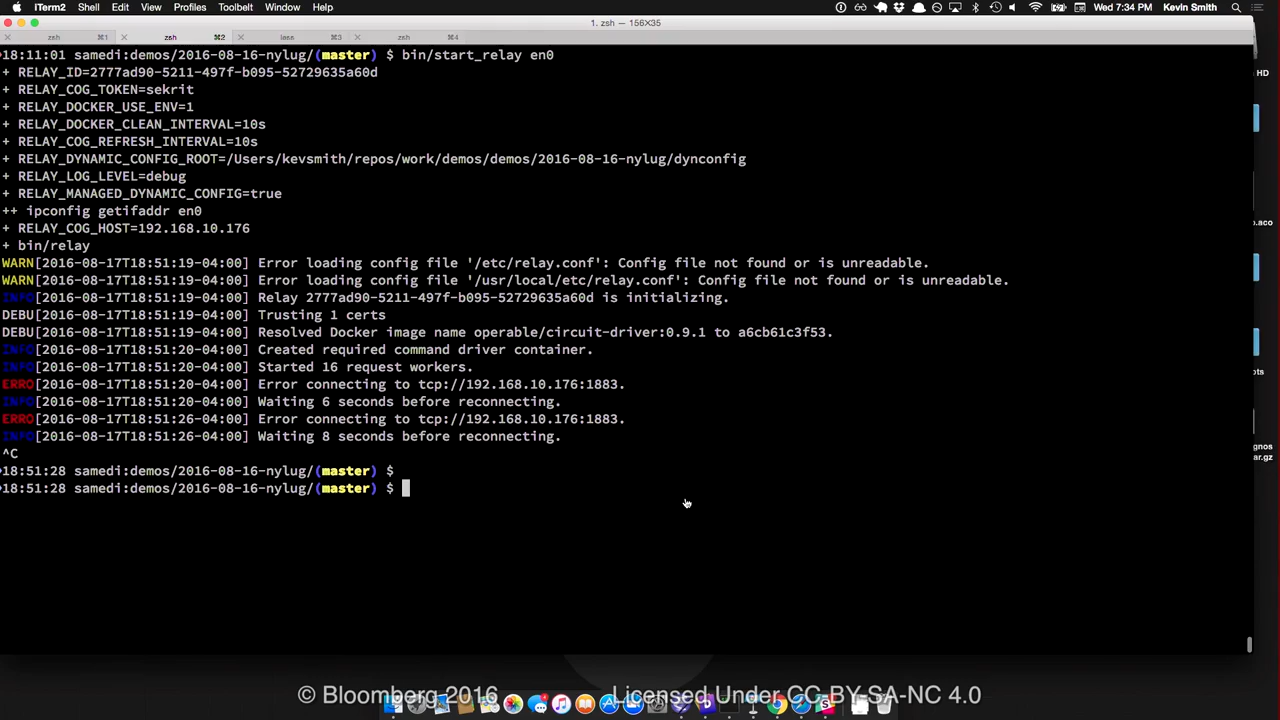 iTerm2 Shell Edit View Profiles Toolbelt Window Help Wed 7:34 PM Kevin Smith
1. zsh — 156X35
zsh ⌘1 zsh ⌘2 less ⌘3 zsh ⌘4
18:11:01 samedi:demos/2016-08-16-nylug/(master) $ bin/start_relay en0
+ RELAY_ID=2777ad90-5211-497f-b095-52729635a60d
+ RELAY_COG_TOKEN=sekrit
+ RELAY_DOCKER_USE_ENV=1
+ RELAY_DOCKER_CLEAN_INTERVAL=10s
+ RELAY_COG_REFRESH_INTERVAL=10s
+ RELAY_DYNAMIC_CONFIG_ROOT=/Users/kevsmith/repos/work/demos/demos/2016-08-16-nylug/dynconfig
+ RELAY_LOG_LEVEL=debug
+ RELAY_MANAGED_DYNAMIC_CONFIG=true
++ ipconfig getifaddr en0
+ RELAY_COG_HOST=192.168.10.176
+ bin/relay
WARN[2016-08-17T18:51:19-04:00] Error loading config file '/etc/relay.conf': Config file not found or is unreadable.
WARN[2016-08-17T18:51:19-04:00] Error loading config file '/usr/local/etc/relay.conf': Config file not found or is unreadable.
INFO[2016-08-17T18:51:19-04:00] Relay 2777ad90-5211-497f-b095-52729635a60d is initializing.
DEBU[2016-08-17T18:51:19-04:00] Trusting 1 certs
DEBU[2016-08-17T18:51:19-04:00] Resolved Docker image name operable/circuit-driver:0.9.1 to a6cb61c3f53.
INFO[2016-08-17T18:51:20-04:00] Created required command driver container.
INFO[2016-08-17T18:51:20-04:00] Started 16 request workers.
ERRO[2016-08-17T18:51:20-04:00] Error connecting to tcp://192.168.10.176:1883.
INFO[2016-08-17T18:51:20-04:00] Waiting 6 seconds before reconnecting.
ERRO[2016-08-17T18:51:26-04:00] Error connecting to tcp://192.168.10.176:1883.
INFO[2016-08-17T18:51:26-04:00] Waiting 8 seconds before reconnecting.
^C
18:51:28 samedi:demos/2016-08-16-nylug/(master) $
18:51:28 samedi:demos/2016-08-16-nylug/(master) $
HD
o.aco
ots
gnos
ar.gz
© Bloomberg 2016 Licensed Under CC-BY-SA-NC 4.0